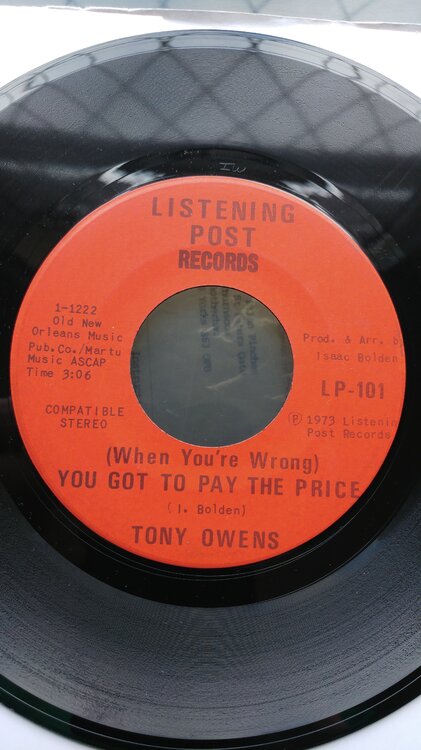 IW
LISTENING
POST
RECORDS
1-1222
Old New
Orleans Music
Pub.Co./Martu
Music ASCAP
Time 3:06
COMPATIBLE
STEREO
Prod. & Arr. b
Isaac Bolden
LP-101
℗ 1973 Listenin
Post Records
(When You're Wrong)
YOU GOT TO PAY THE PRICE
(I. Bolden)
TONY OWENS